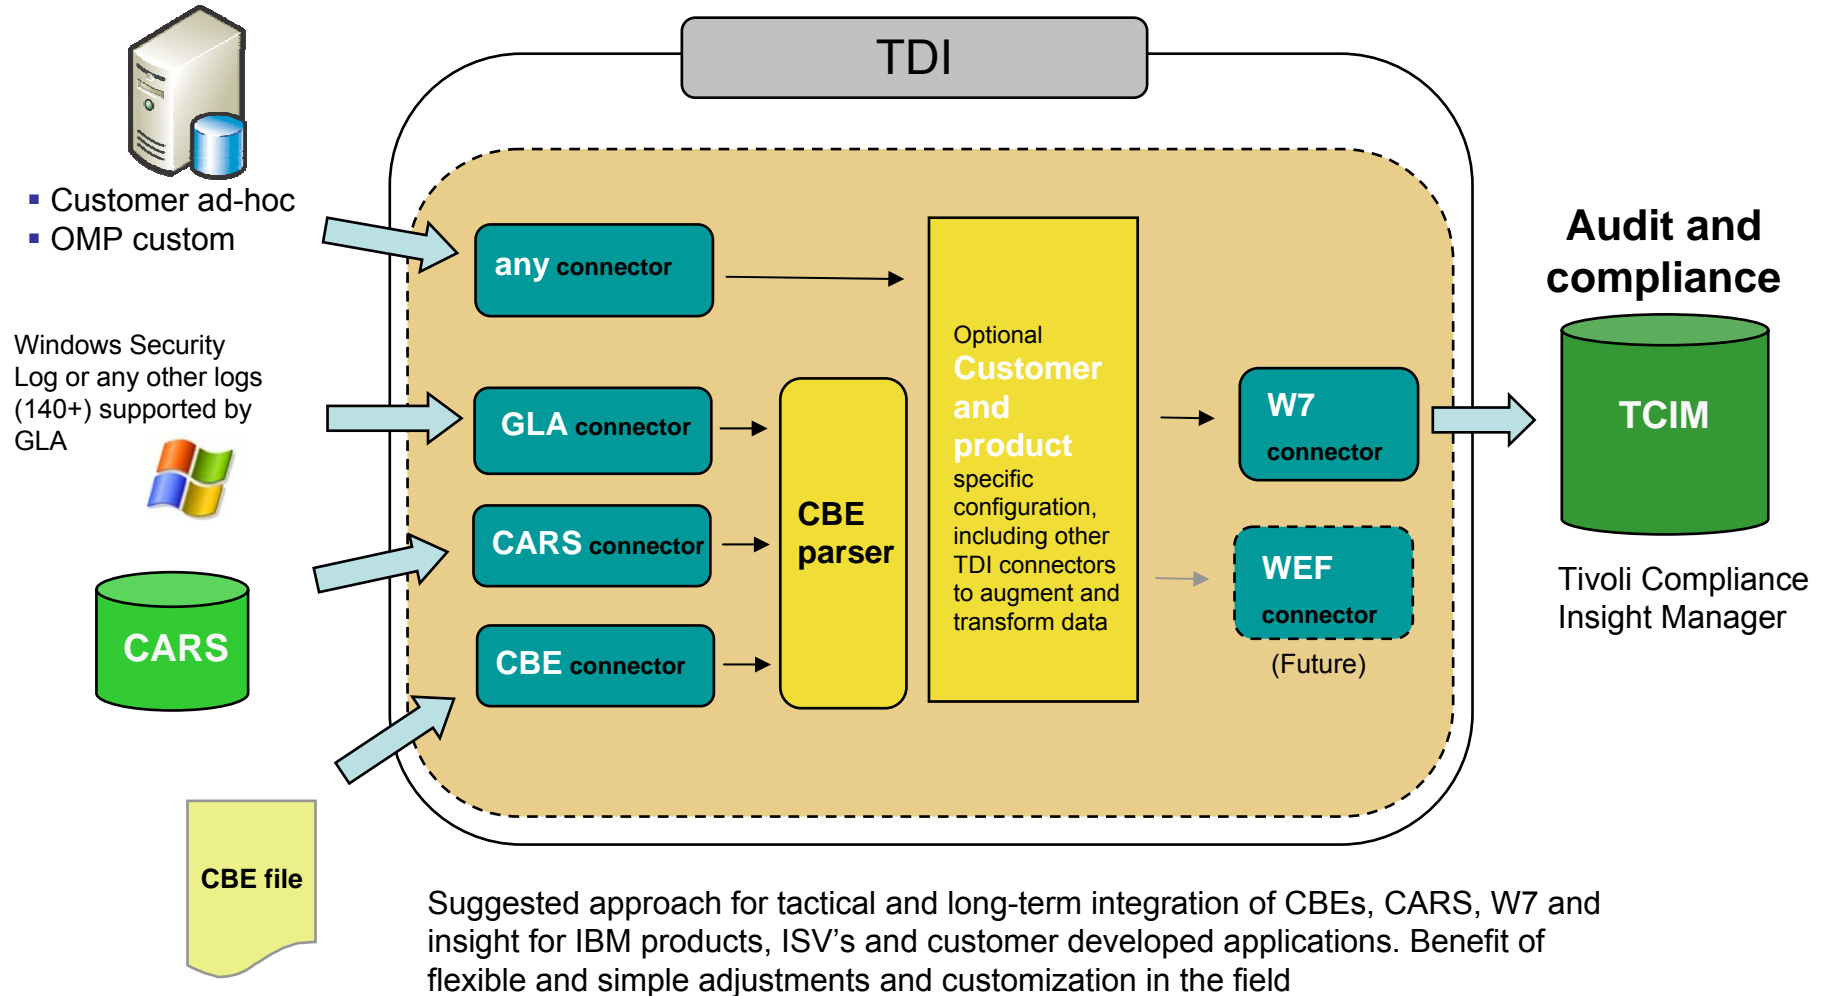 TDI
Customer ad-hoc
OMP custom
Windows Security
Log or any other logs
(140+) supported by
GLA
CARS
CBE file
any connector
GLA connector
CARS connector
CBE connector
CBE
parser
Optional
Customer
and
product
specific
configuration,
including other
TDI connectors
to augment and
transform data
W7
connector
WEF
connector
(Future)
Audit and
compliance
TCIM
Tivoli Compliance
Insight Manager
Suggested approach for tactical and long-term integration of CBEs, CARS, W7 and
insight for IBM products, ISV’s and customer developed applications. Benefit of
flexible and simple adjustments and customization in the field